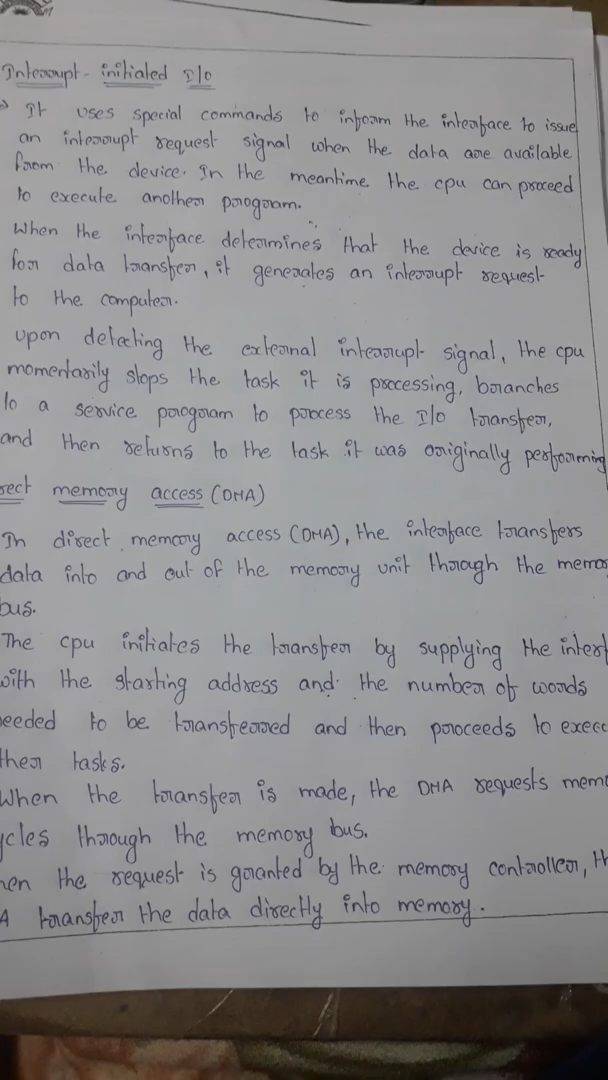 Interrupt-initiated I/O
It uses special commands to inform the interface to issue
an interrupt request signal when the data are available
from the device. In the meantime the cpu can proceed
to execute another program.
When the interface determines that the device is ready
for data transfer, it generates an interrupt request
to the computer.
upon detecting the external interrupt signal, the cpu
momentarily stops the task it is processing, branches
to a service program to process the I/O transfer,
and then returns to the task it was originally performing
rect memory access (DMA)
In direct memory access (DMA), the interface transfers
data into and out of the memory unit through the memo
bus.
The cpu initiates the transfer by supplying the interf
with the starting address and the number of words
eeded to be transferred and then proceeds to exec
ther tasks.
When the transfer is made, the DMA requests mem
ycles through the memory bus.
hen the request is granted by the memory controller, th
A transfer the data directly into memory.